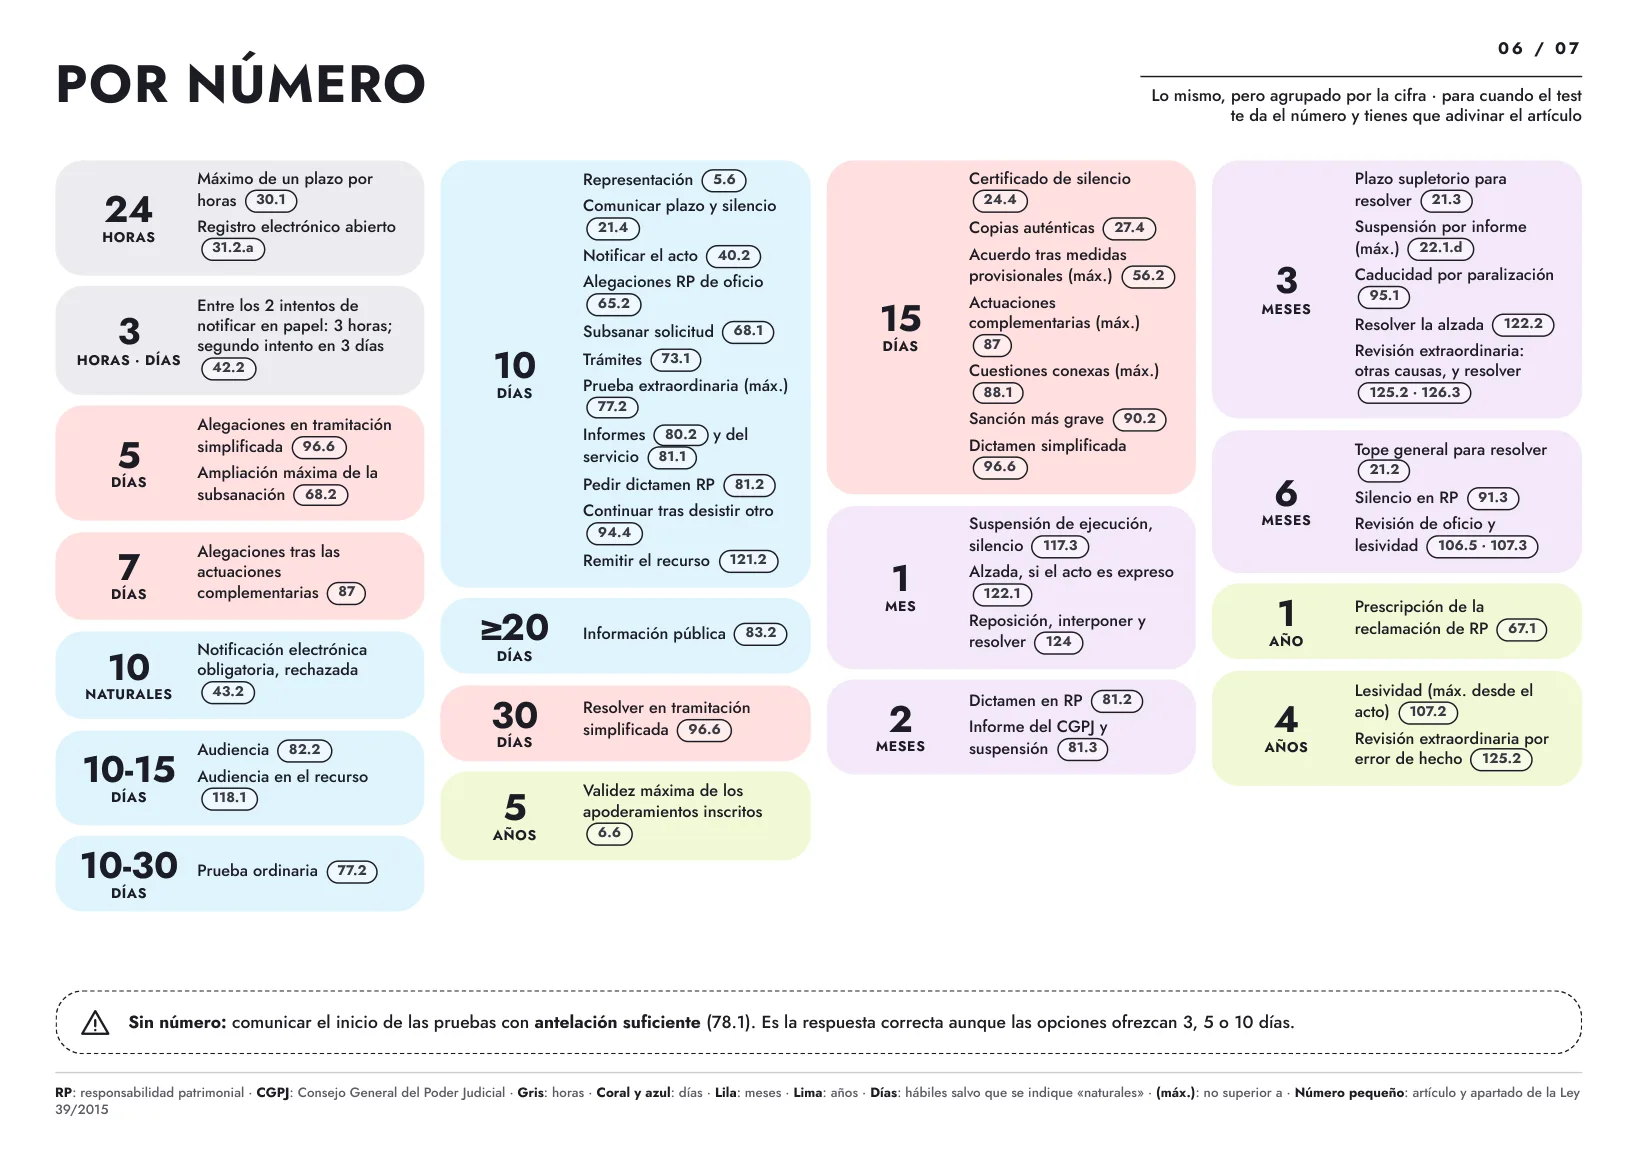 POR NÚMERO
06 / 07
Lo mismo, pero agrupado por la cifra · para cuando el test
te da el número y tienes que adivinar el artículo
24
HORAS
Máximo de un plazo por
horas 30.1
Registro electrónico abierto
31.2.a
3
HORAS · DÍAS
Entre los 2 intentos de
notificar en papel: 3 horas;
segundo intento en 3 días
42.2
5
DÍAS
Alegaciones en tramitación
simplificada 96.6
Ampliación máxima de la
subsanación 68.2
7
DÍAS
Alegaciones tras las
actuaciones
complementarias 87
10
NATURALES
Notificación electrónica
obligatoria, rechazada
43.2
10-15
DÍAS
Audiencia 82.2
Audiencia en el recurso
118.1
10-30
DÍAS
Prueba ordinaria 77.2
10
DÍAS
Representación 5.6
Comunicar plazo y silencio
21.4
Notificar el acto 40.2
Alegaciones RP de oficio
65.2
Subsanar solicitud 68.1
Trámites 73.1
Prueba extraordinaria (máx.)
77.2
Informes 80.2 y del
servicio 81.1
Pedir dictamen RP 81.2
Continuar tras desistir otro
94.4
Remitir el recurso 121.2
≥20
DÍAS
Información pública 83.2
30
DÍAS
Resolver en tramitación
simplificada 96.6
5
AÑOS
Validez máxima de los
apoderamientos inscritos
6.6
15
DÍAS
Certificado de silencio
24.4
Copias auténticas 27.4
Acuerdo tras medidas
provisionales (máx.) 56.2
Actuaciones
complementarias (máx.)
87
Cuestiones conexas (máx.)
88.1
Sanción más grave 90.2
Dictamen simplificada
96.6
1
MES
Suspensión de ejecución,
silencio 117.3
Alzada, si el acto es expreso
122.1
Reposición, interponer y
resolver 124
2
MESES
Dictamen en RP 81.2
Informe del CGPJ y
suspensión 81.3
3
MESES
Plazo supletorio para
resolver 21.3
Suspensión por informe
(máx.) 22.1.d
Caducidad por paralización
95.1
Resolver la alzada 122.2
Revisión extraordinaria:
otras causas, y resolver
125.2 · 126.3
6
MESES
Tope general para resolver
21.2
Silencio en RP 91.3
Revisión de oficio y
lesividad 106.5 · 107.3
1
AÑO
Prescripción de la
reclamación de RP 67.1
4
AÑOS
Lesividad (máx. desde el
acto) 107.2
Revisión extraordinaria por
error de hecho 125.2
Sin número: comunicar el inicio de las pruebas con antelación suficiente (78.1). Es la respuesta correcta aunque las opciones ofrezcan 3, 5 o 10 días.
RP: responsabilidad patrimonial · CGPJ: Consejo General del Poder Judicial · Gris: horas · Coral y azul: días · Lila: meses · Lima: años · Días: hábiles salvo que se indique «naturales» · (máx.): no superior a · Número pequeño: artículo y apartado de la Ley
39/2015